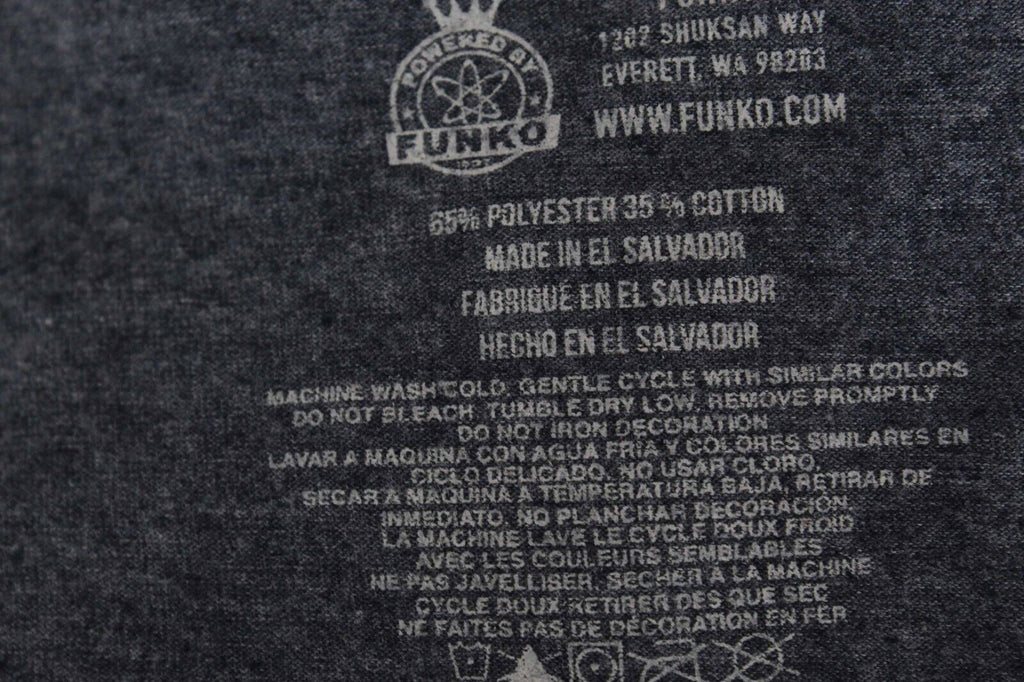 POWERED BY
FUNKO
1202 SHUKSAN WAY
EVERETT, WA 98203
WWW.FUNKO.COM
65% POLYESTER 35 % COTTON
MADE IN EL SALVADOR
FABRIQUE EN EL SALVADOR
HECHO EN EL SALVADOR
MACHINE WASH COLD, GENTLE CYCLE WITH SIMILAR COLORS
DO NOT BLEACH, TUMBLE DRY LOW, REMOVE PROMPTLY
DO NOT IRON DECORATION
LAVAR A MAQUINA CON AGUA FRIA Y COLORES SIMILARES EN
CICLO DELICADO, NO USAR CLORO,
SECAR A MAQUINA A TEMPERATURA BAJA, RETIRAR DE
INMEDIATO, NO PLANCHAR DECORACIÓN,
LA MACHINE LAVE LE CYCLE DOUX FROID
AVEC LES COULEURS SEMBLABLES
NE PAS JAVELLISER, SECHER A LA MACHINE
CYCLE DOUX RETIRER DES QUE SEC
NE FAITES PAS DE DÉCORATION EN FER